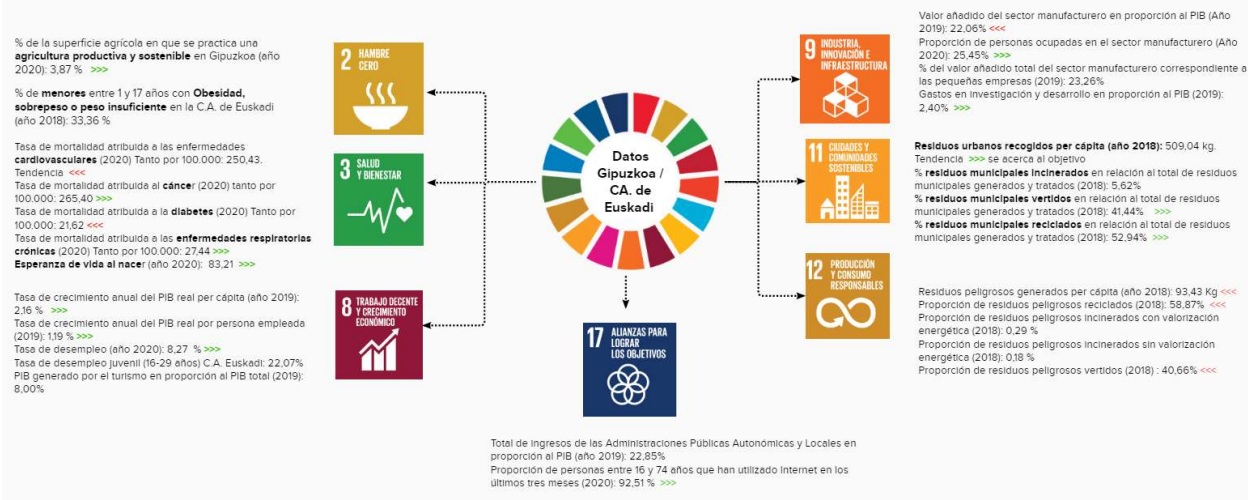 % de la superficie agrícola en que se practica una
agricultura productiva y sostenible en Gipuzkoa (año
2020): 3,87 % >>>
% de menores entre 1 y 17 años con Obesidad,
sobrepeso o peso insuficiente en la C.A. de Euskadi
(año 2018): 33,36 %
2 HAMBRE
CERO
Tasa de mortalidad atribuida a las enfermedades
cardiovasculares (2020) Tanto por 100.000: 250,43.
Tendencia <<<
Tasa de mortalidad atribuida al cáncer (2020) tanto por
100.000: 265,40 >>>
Tasa de mortalidad atribuida a la diabetes (2020) Tanto por
100.000: 21,62 <<<
Tasa de mortalidad atribuida a las enfermedades respiratorias
crónicas (2020) Tanto por 100.000: 27,44 >>>
Esperanza de vida al nacer (año 2020): 83,21 >>>
3 SALUD
Y BIENESTAR
Tasa de crecimiento anual del PIB real per cápita (año 2019):
2,16 % >>>
Tasa de crecimiento anual del PIB real por persona empleada
(2019): 1,19 % >>>
Tasa de desempleo (año 2020): 8,27 % >>>
Tasa de desempleo juvenil (16-29 años) C.A. Euskadi: 22,07%
PIB generado por el turismo en proporción al PIB total (2019):
8,00%
8 TRABAJO DECENTE
Y CRECIMIENTO
ECONÓMICO
Datos
Gipuzkoa /
CA. de
Euskadi
17 ALIANZAS PARA
LOGRAR
LOS OBJETIVOS
Total de ingresos de las Administraciones Públicas Autonómicas y Locales en
proporción al PIB (año 2019): 22,85%
Proporción de personas entre 16 y 74 años que han utilizado Internet en los
últimos tres meses (2020): 92,51 % >>>
9 INDUSTRIA,
INNOVACIÓN E
INFRAESTRUCTURA
Valor añadido del sector manufacturero en proporción al PIB (Año
2019): 22,06% <<<
Proporción de personas ocupadas en el sector manufacturero (Año
2020): 25,45% >>>
% del valor añadido total del sector manufacturero correspondiente a
las pequeñas empresas (2019): 23,26%
Gastos en investigación y desarrollo en proporción al PIB (2019):
2,40% >>>
11 CIUDADES Y
COMUNIDADES
SOSTENIBLES
Residuos urbanos recogidos per cápita (año 2018): 509,04 kg.
Tendencia >>> se acerca al objetivo
% residuos municipales incinerados en relación al total de residuos
municipales generados y tratados (2018): 5,62%
% residuos municipales vertidos en relación al total de residuos
municipales generados y tratados (2018): 41,44% >>>
% residuos municipales reciclados en relación al total de residuos
municipales generados y tratados (2018): 52,94% >>>
12 PRODUCCIÓN
Y CONSUMO
RESPONSABLES
Residuos peligrosos generados per cápita (año 2018): 93,43 Kg <<<
Proporción de residuos peligrosos reciclados (2018): 58,87% <<<
Proporción de residuos peligrosos incinerados con valorización
energética (2018): 0,29 %
Proporción de residuos peligrosos incinerados sin valorización
energética (2018): 0,18 %
Proporción de residuos peligrosos vertidos (2018) : 40,66% <<<